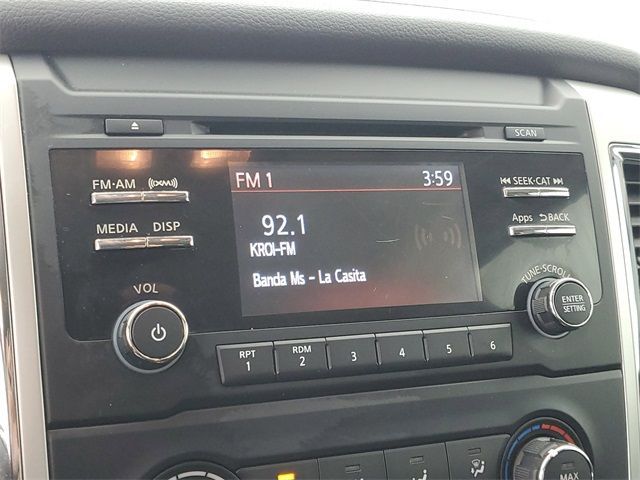 SCAN
FM·AM ((XM))
SEEK·CAT
MEDIA DISP
Apps BACK
FM 1 3:59
92.1
KROI-FM
Banda Ms - La Casita
VOL
TUNE·SCROLL
ENTER
SETTING
RPT 1 RDM 2 3 4 5 6
MAX